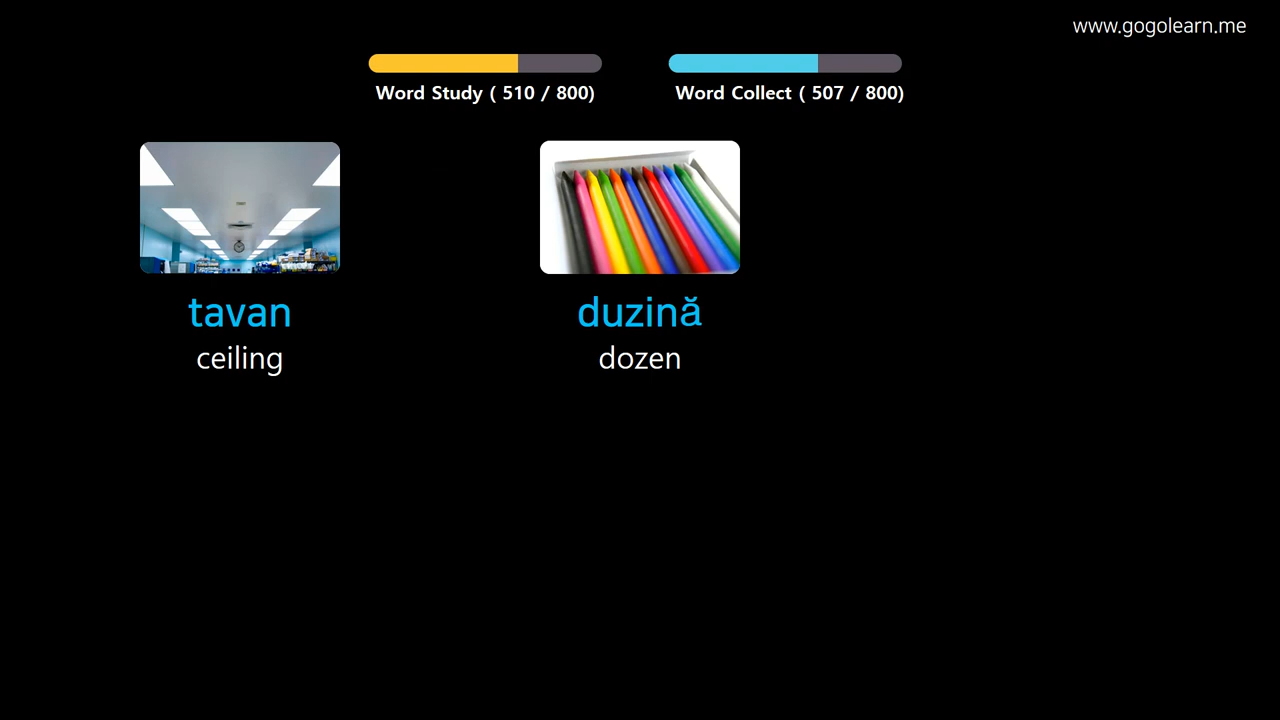 www.gogolearn.me
Word Study ( 510 / 800)
Word Collect ( 507 / 800)
tavan
ceiling
duzină
dozen